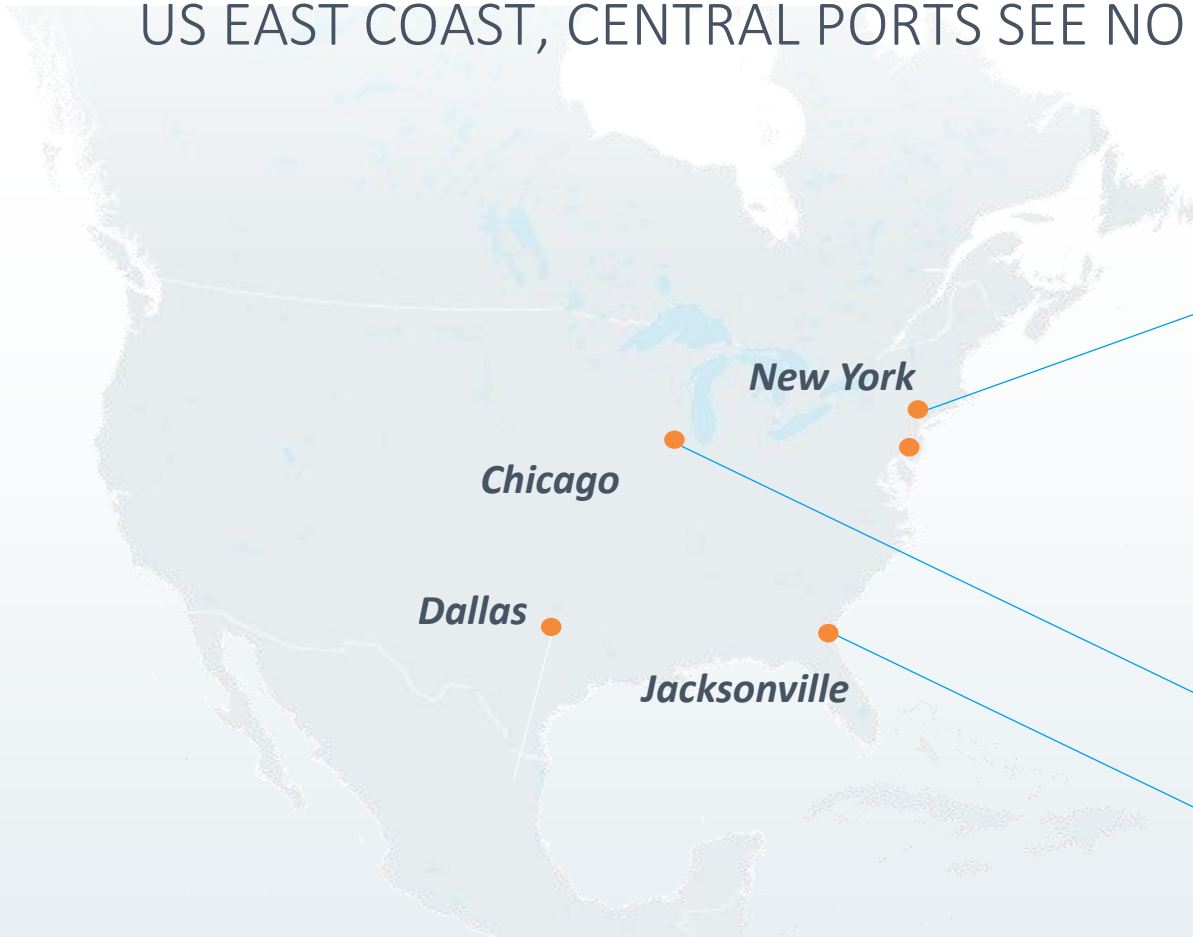 US EAST COAST, CENTRAL PORTS SEE NO
New York
Chicago
Dallas
Jacksonville